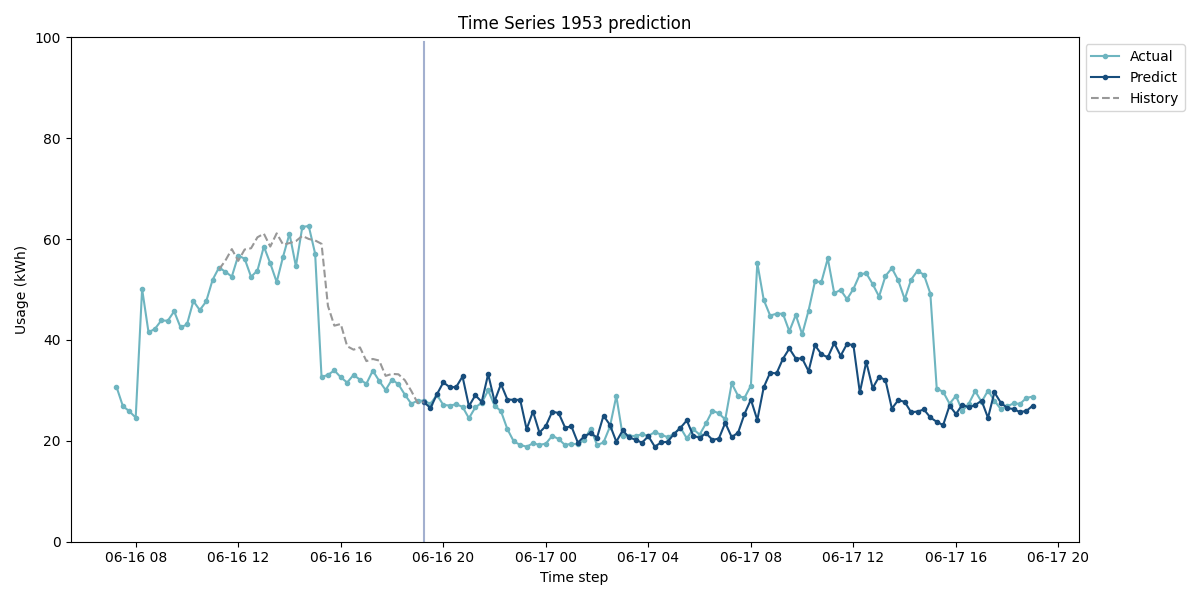 Time Series 1953 prediction
100
80
60
40
20
0
Usage (kWh)
06-16 08
06-16 12
06-16 16
06-16 20
06-17 00
06-17 04
06-17 08
06-17 12
06-17 16
06-17 20
Time step
Actual
Predict
History